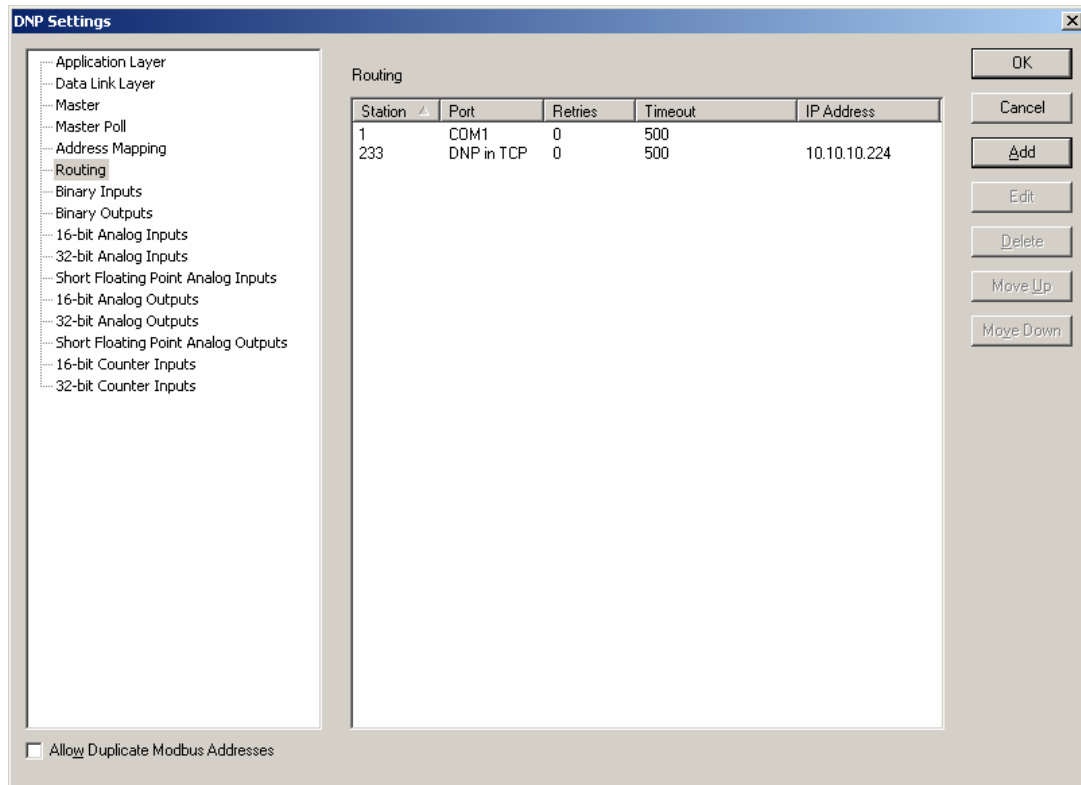 DNP Settings
Application Layer
Data Link Layer
Master
Master Poll
Address Mapping
Routing
Binary Inputs
Binary Outputs
16-bit Analog Inputs
32-bit Analog Inputs
Short Floating Point Analog Inputs
16-bit Analog Outputs
32-bit Analog Outputs
Short Floating Point Analog Outputs
16-bit Counter Inputs
32-bit Counter Inputs
Allow Duplicate Modbus Addresses
Routing
Station Port Retries Timeout IP Address
1 COM1 0 500
233 DNP in TCP 0 500 10.10.10.224
OK
Cancel
Add
Edit
Delete
Move Up
Move Down